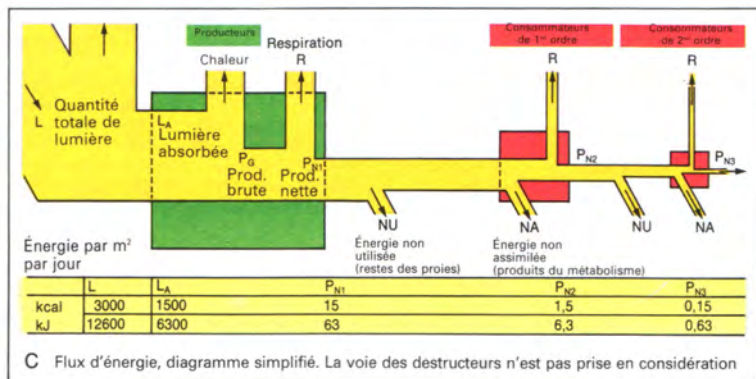 Producteurs
Consommateurs
de 1er ordre
Consommateurs
de 2nd ordre
Respiration
Chaleur
R
R
R
L
Quantité
totale de
lumière
LA
Lumière
absorbée
PG
Prod.
brute
PN1
Prod.
nette
PN2
PN3
NU
NA
NU
NA
Énergie non
utilisée
(restes des proies)
Énergie non
assimilée
(produits du métabolisme)
Énergie par m²
par jour
L LA PN1 PN2 PN3
kcal 3000 1500 15 1,5 0,15
kJ 12600 6300 63 6,3 0,63
C Flux d'énergie, diagramme simplifié. La voie des destructeurs n'est pas prise en considération